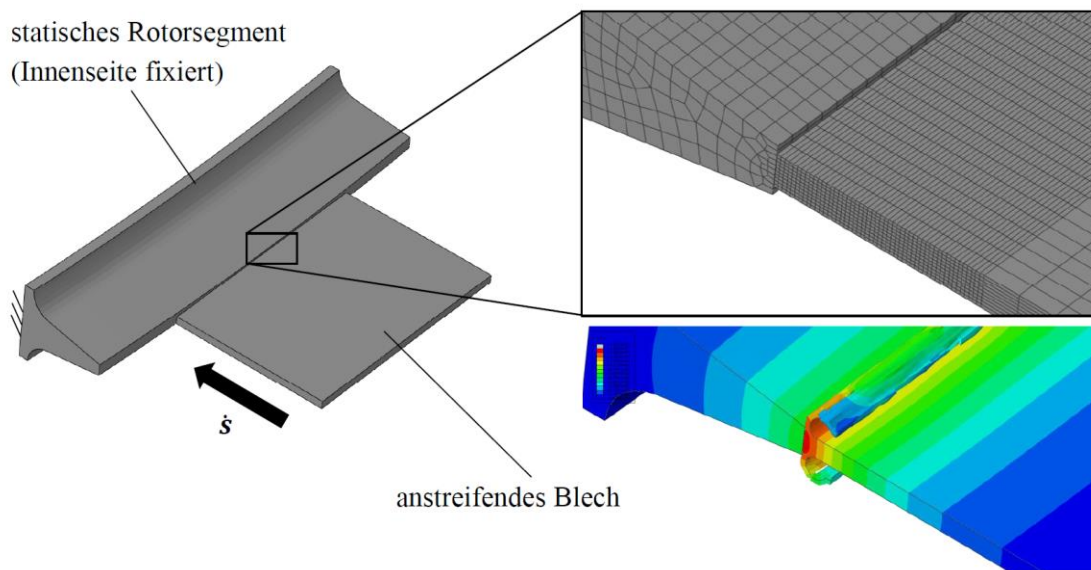 statisches Rotorsegment
(Innenseite fixiert)
ṡ
anstreifendes Blech